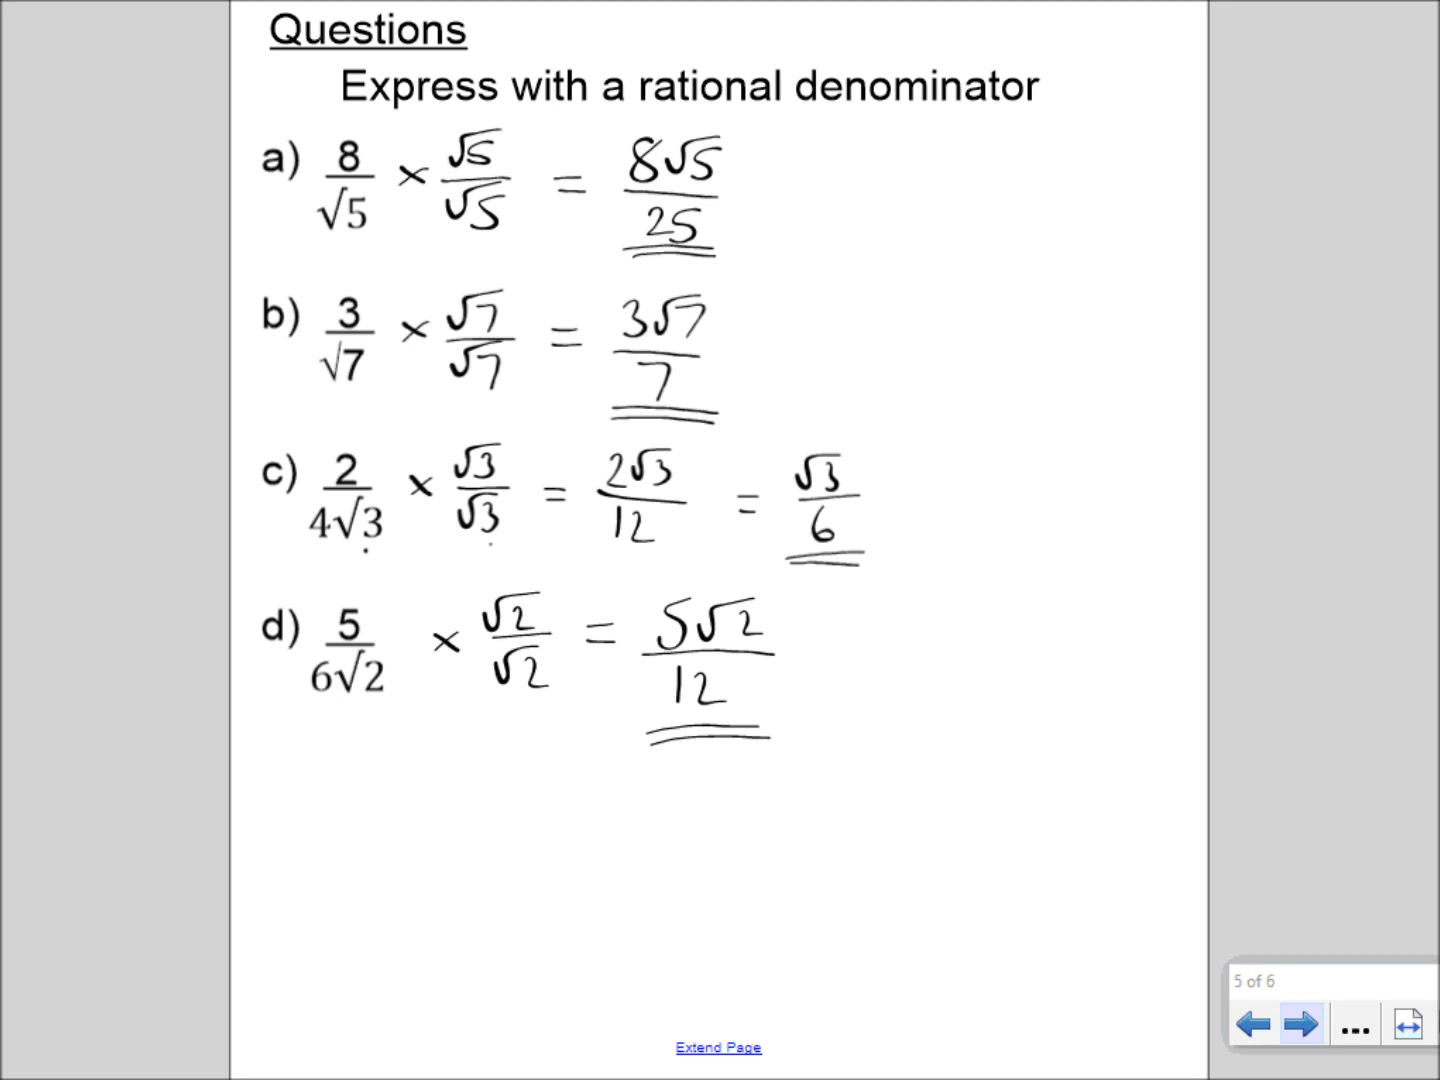 Questions
Express with a rational denominator
a) 8/√5 × √5/√5 = 8√5/25
b) 3/√7 × √7/√7 = 3√7/7
c) 2/4√3 × √3/√3 = 2√3/12 = √3/6
d) 5/6√2 × √2/√2 = 5√2/12
5 of 6
...
Extend Page